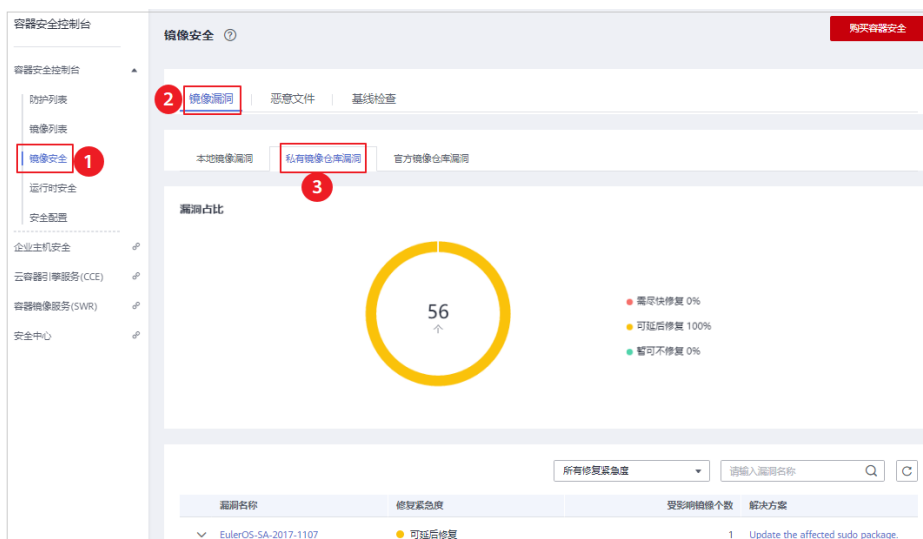 容器安全控制台
镜像安全 ?
购买容器安全
容器安全控制台
防护列表
镜像列表
镜像安全
1
运行时安全
安全配置
企业主机安全
云容器引擎服务(CCE)
容器镜像服务(SWR)
安全中心
2
镜像漏洞
恶意文件
基线检查
本地镜像漏洞
私有镜像仓库漏洞
官方镜像仓库漏洞
3
漏洞占比
56
个
需尽快修复 0%
可延后修复 100%
暂可不修复 0%
所有修复紧急度
请输入漏洞名称
漏洞名称 修复紧急度 受影响镜像个数 解决方案
EulerOS-SA-2017-1107 可延后修复 1 Update the affected sudo package.